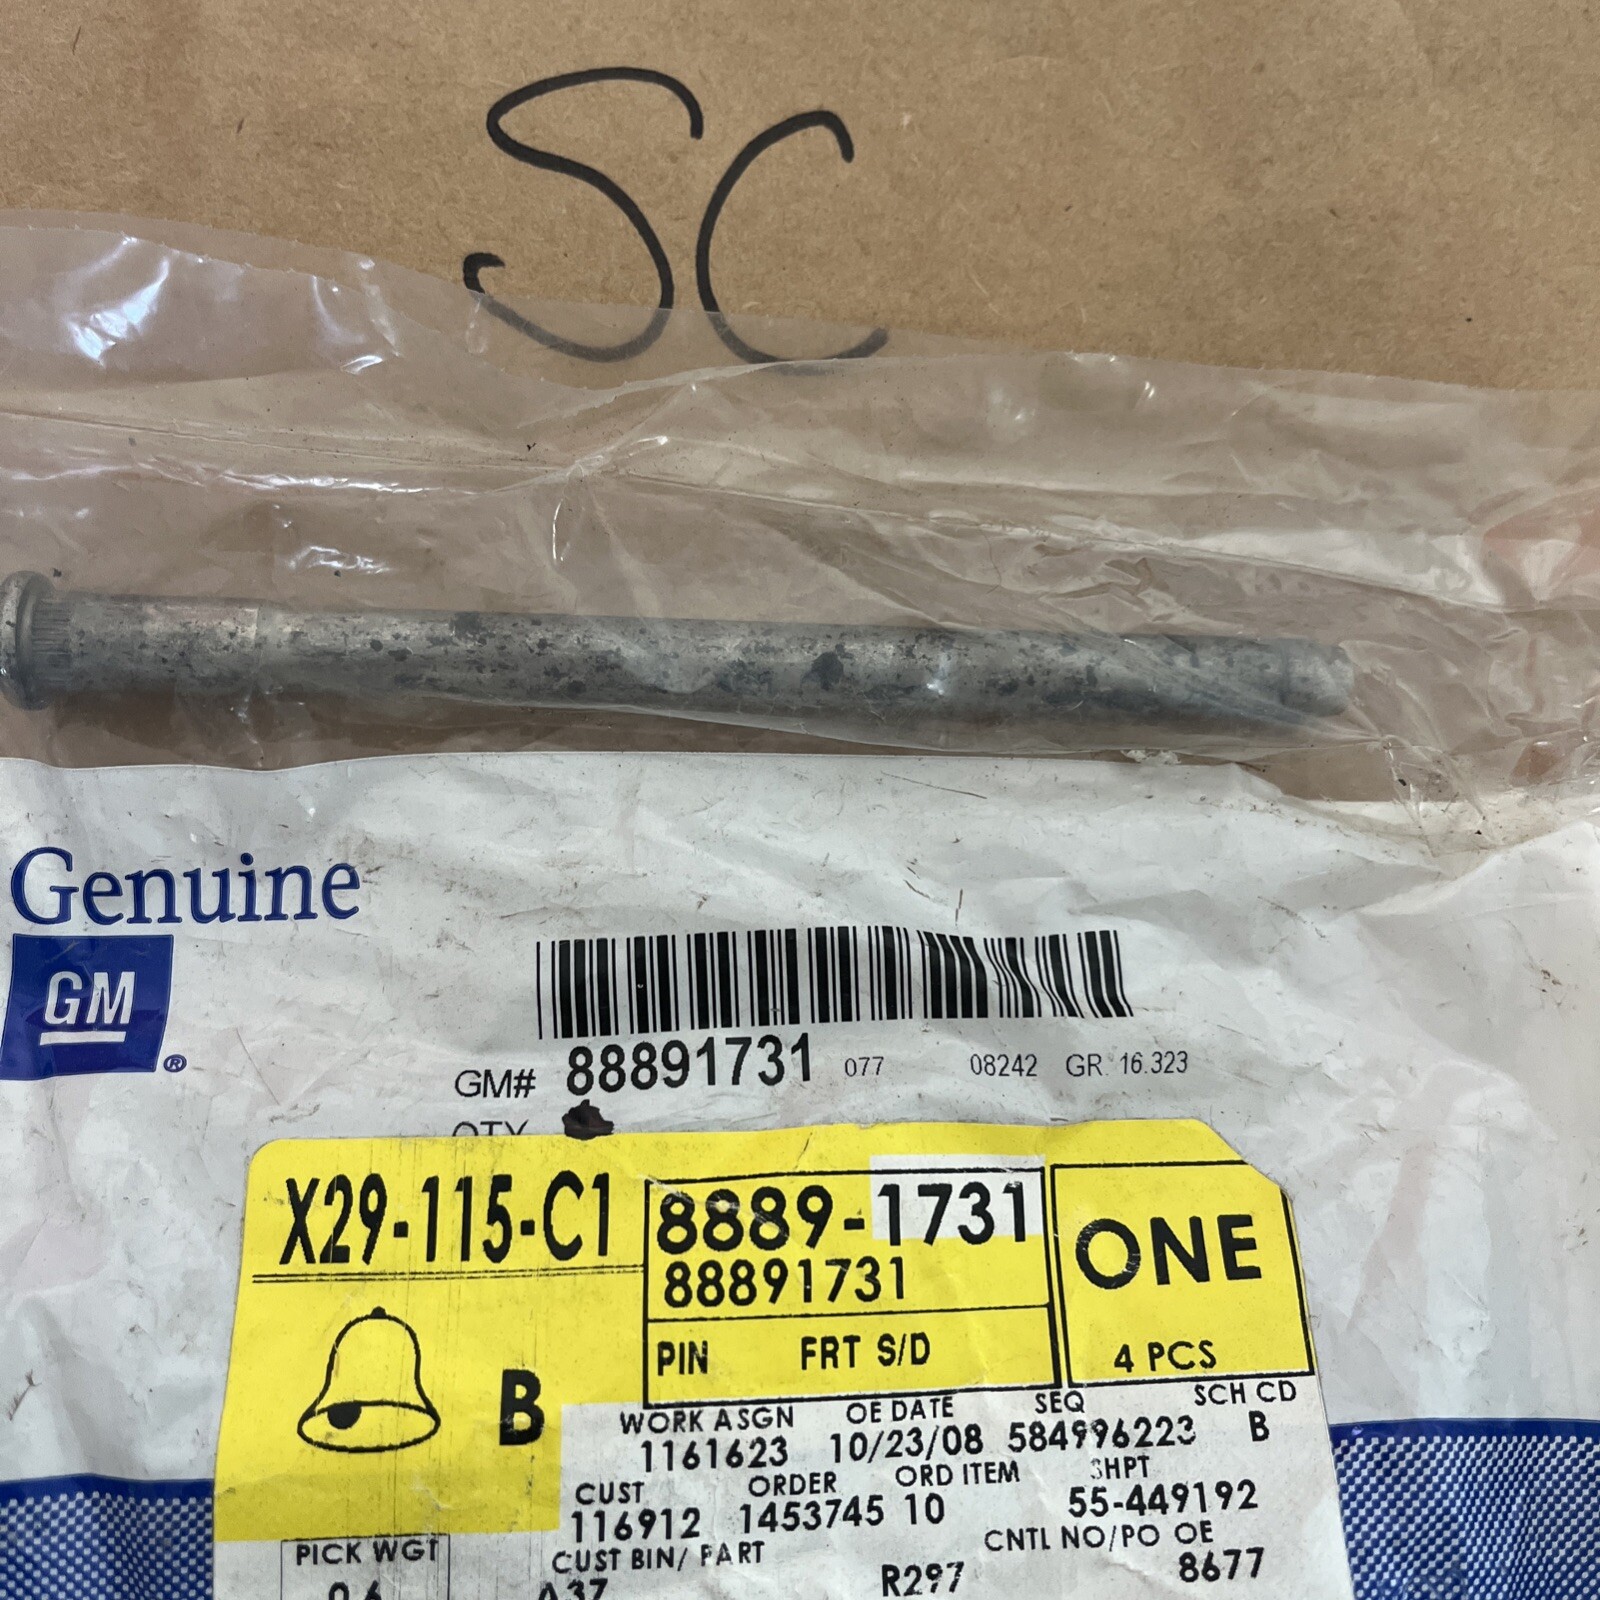 SC
Genuine
GM ®
GM# 88891731 077 08242 GR. 16.323
QTY
X29-115-C1
8889-1731
88891731
ONE
PIN FRT S/D
4 PCS
B
WORK ASGN OE DATE SEQ SCH CD
1161623 10/23/08 584996223 B
CUST ORDER ORD ITEM SHPT
116912 1453745 10 55-449192
PICK WGT CUST BIN/ PART CNTL NO/PO OE
A37 R297 8677